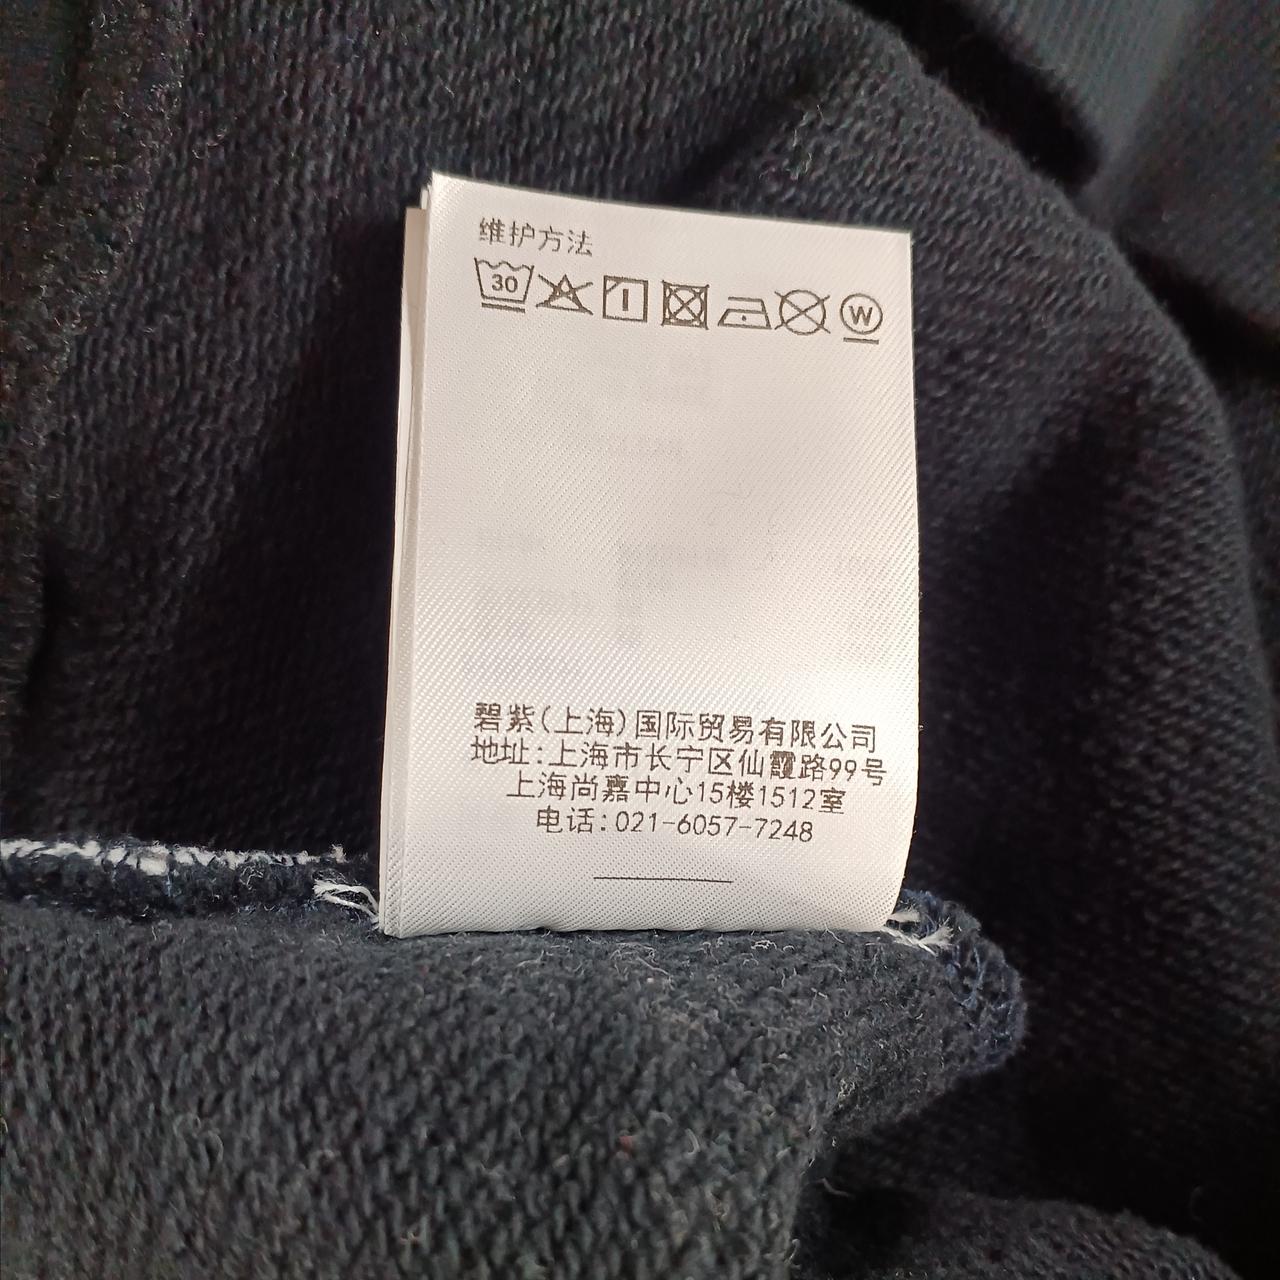 维护方法
30
W
碧紫(上海)国际贸易有限公司
地址:上海市长宁区仙霞路99号
上海尚嘉中心15楼1512室
电话:021-6057-7248